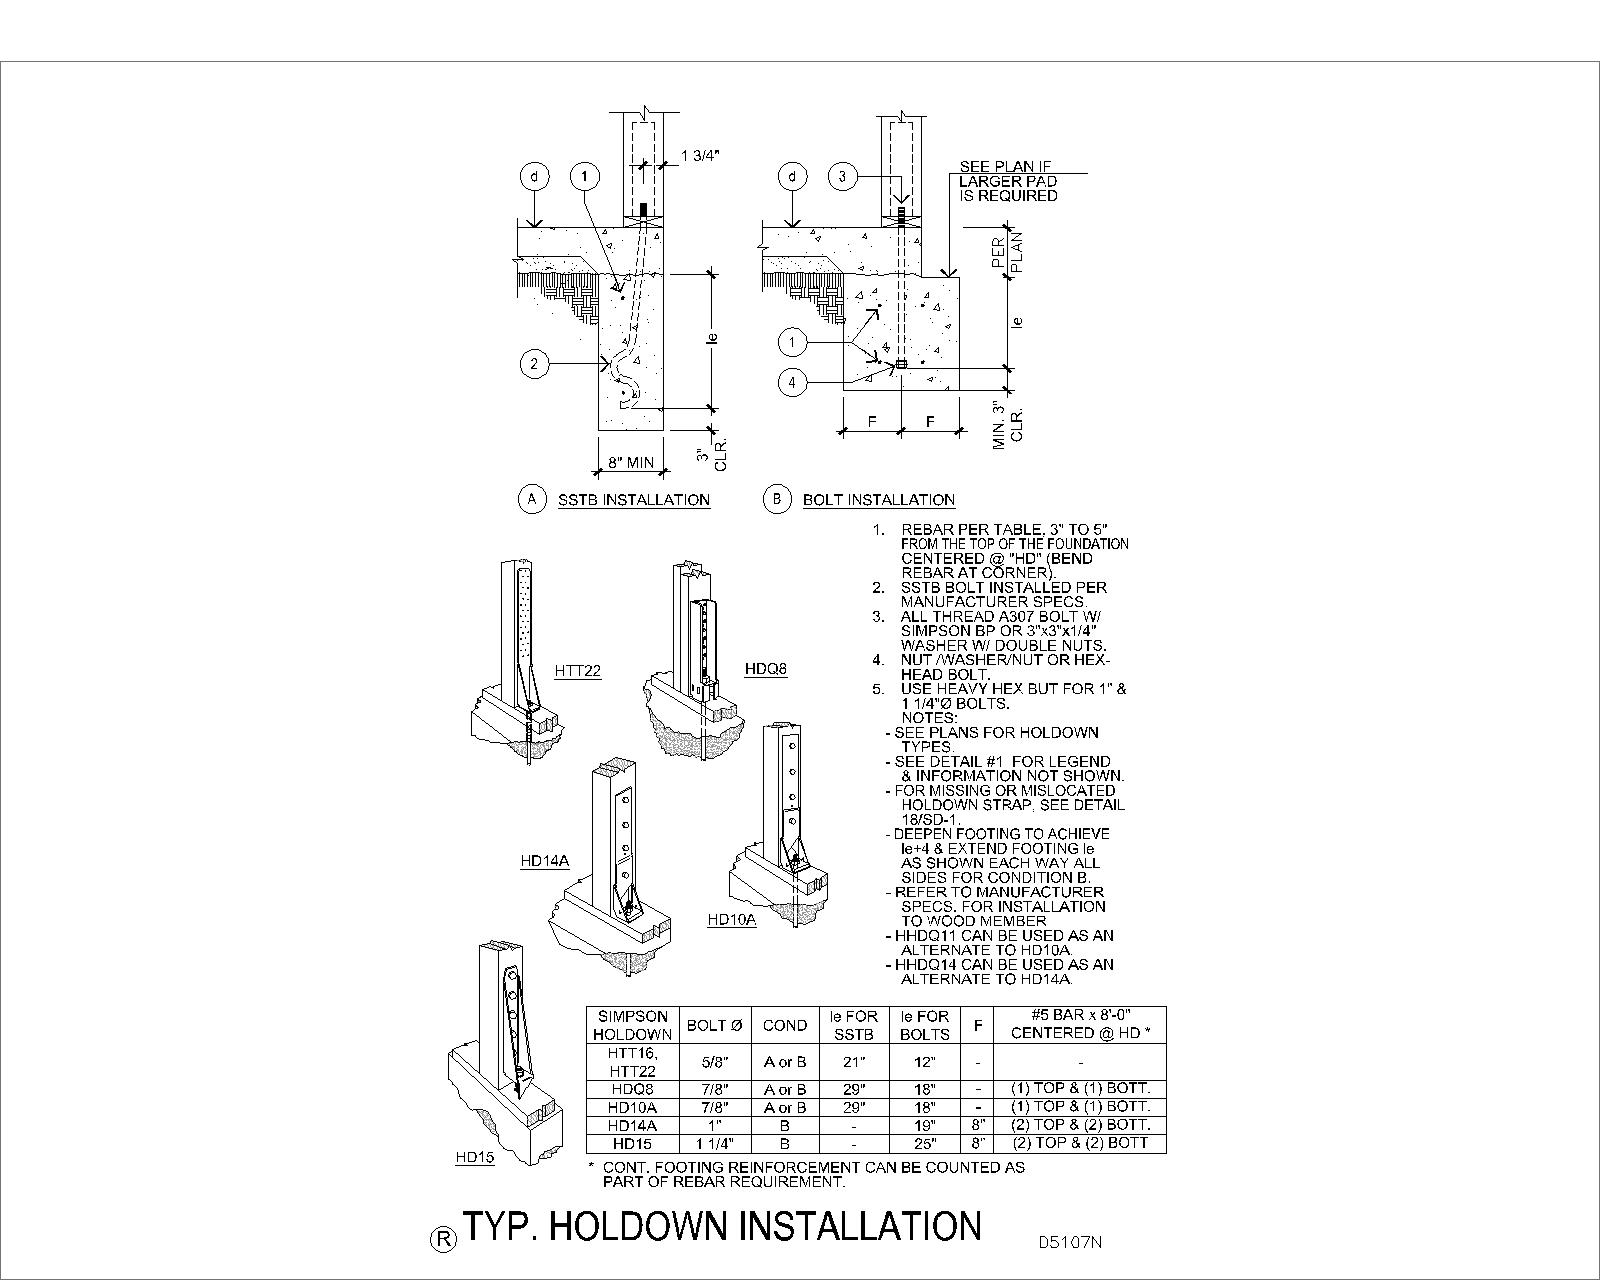 1 3/4"
d
1
2
le
8" MIN
3"
CLR.
A SSTB INSTALLATION
d
3
SEE PLAN IF
LARGER PAD
IS REQUIRED
PER
PLAN
le
1
4
F
F
MIN. 3"
CLR.
B BOLT INSTALLATION
1. REBAR PER TABLE, 3" TO 5"
FROM THE TOP OF THE FOUNDATION
CENTERED @ "HD" (BEND
REBAR AT CORNER).
2. SSTB BOLT INSTALLED PER
MANUFACTURER SPECS.
3. ALL THREAD A307 BOLT W/
SIMPSON BP OR 3"x3"x1/4"
WASHER W/ DOUBLE NUTS.
4. NUT /WASHER/NUT OR HEX-
HEAD BOLT.
5. USE HEAVY HEX BUT FOR 1" &
1 1/4"Ø BOLTS.
NOTES:
- SEE PLANS FOR HOLDOWN
TYPES.
- SEE DETAIL #1 FOR LEGEND
& INFORMATION NOT SHOWN.
- FOR MISSING OR MISLOCATED
HOLDOWN STRAP, SEE DETAIL
18/SD-1.
- DEEPEN FOOTING TO ACHIEVE
le+4 & EXTEND FOOTING le
AS SHOWN EACH WAY ALL
SIDES FOR CONDITION B.
- REFER TO MANUFACTURER
SPECS. FOR INSTALLATION
TO WOOD MEMBER
- HHDQ11 CAN BE USED AS AN
ALTERNATE TO HD10A.
- HHDQ14 CAN BE USED AS AN
ALTERNATE TO HD14A.
HTT22
HDQ8
HD14A
HD10A
HD15
SIMPSON HOLDOWN BOLT Ø COND le FOR SSTB le FOR BOLTS F #5 BAR x 8'-0" CENTERED @ HD *
HTT16, HTT22 5/8" A or B 21" 12" - -
HDQ8 7/8" A or B 29" 18" - (1) TOP & (1) BOTT.
HD10A 7/8" A or B 29" 18" - (1) TOP & (1) BOTT.
HD14A 1" B - 19" 8" (2) TOP & (2) BOTT.
HD15 1 1/4" B - 25" 8" (2) TOP & (2) BOTT
* CONT. FOOTING REINFORCEMENT CAN BE COUNTED AS
PART OF REBAR REQUIREMENT.
R TYP. HOLDOWN INSTALLATION
D5107N